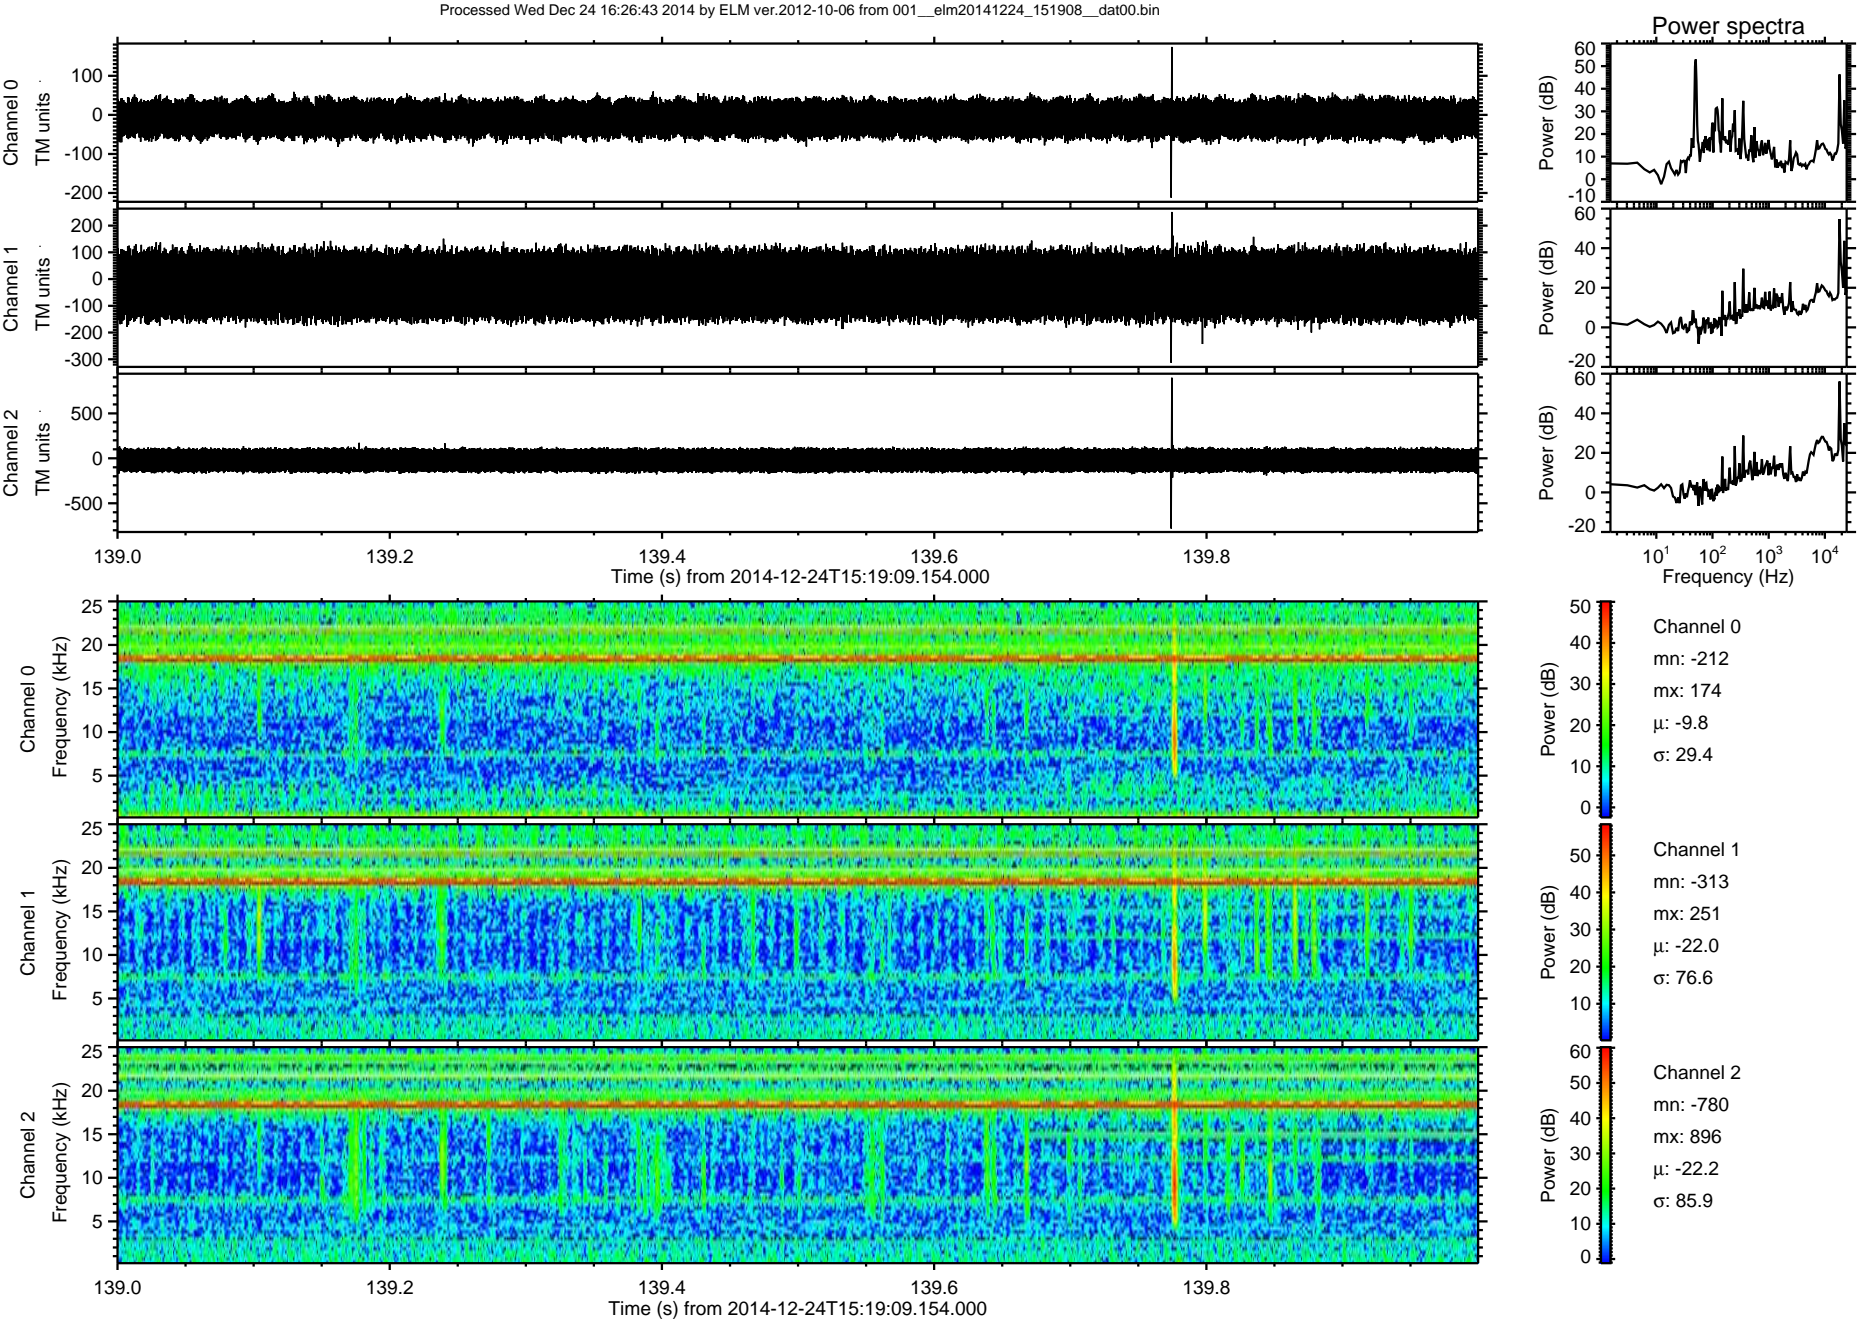 Processed Wed Dec 24 16:26:43 2014 by ELM ver.2012-10-06 from 001__elm20141224_151908__dat00.bin
Power spectra
Channel 0
TM units
100
0
-100
-200
Power (dB)
60
50
40
30
20
10
0
-10
Channel 1
TM units
200
100
0
-100
-200
-300
Power (dB)
60
40
20
0
-20
Channel 2
TM units
500
0
-500
Power (dB)
60
40
20
0
-20
139.0 139.2 139.4 139.6 139.8
Time (s) from 2014-12-24T15:19:09.154.000
10^1 10^2 10^3 10^4
Frequency (Hz)
Channel 0
Frequency (kHz)
25
20
15
10
5
Power (dB)
50
40
30
20
10
0
Channel 0
mn: -212
mx: 174
μ: -9.8
σ: 29.4
Channel 1
Frequency (kHz)
25
20
15
10
5
Power (dB)
50
40
30
20
10
Channel 1
mn: -313
mx: 251
μ: -22.0
σ: 76.6
Channel 2
Frequency (kHz)
25
20
15
10
5
Power (dB)
60
50
40
30
20
10
0
Channel 2
mn: -780
mx: 896
μ: -22.2
σ: 85.9
139.0 139.2 139.4 139.6 139.8
Time (s) from 2014-12-24T15:19:09.154.000